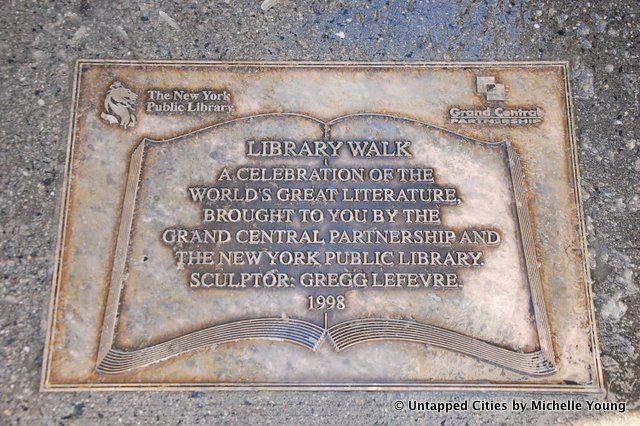 The New York
Public Library
Grand Central
PARTNERSHIP
LIBRARY WALK
A CELEBRATION OF THE
WORLD'S GREAT LITERATURE,
BROUGHT TO YOU BY THE
GRAND CENTRAL PARTNERSHIP AND
THE NEW YORK PUBLIC LIBRARY.
SCULPTOR: GREGG LEFEVRE.
1998
© Untapped Cities by Michelle Young